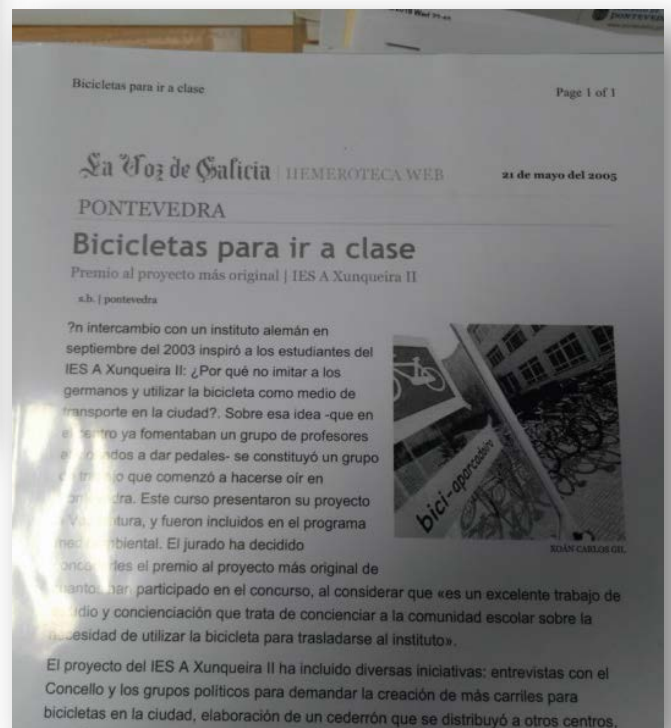 PONTEVEDRA
Bicicletas para ir a clase
Page 1 of 1
La Voz de Galicia | HEMEROTECA WEB
21 de mayo del 2005
PONTEVEDRA
Bicicletas para ir a clase
Premio al proyecto más original | IES A Xunqueira II
s.b. | pontevedra
?n intercambio con un instituto alemán en
septiembre del 2003 inspiró a los estudiantes del
IES A Xunqueira II: ¿Por qué no imitar a los
germanos y utilizar la bicicleta como medio de
transporte en la ciudad?. Sobre esa idea -que en
el centro ya fomentaban un grupo de profesores
a dar pedales- se constituyó un grupo
que comenzó a hacerse oír en
Este curso presentaron su proyecto
y fueron incluidos en el programa
El jurado ha decidido
el premio al proyecto más original de
han participado en el concurso, al considerar que «es un excelente trabajo de
y concienciación que trata de concienciar a la comunidad escolar sobre la
necesidad de utilizar la bicicleta para trasladarse al instituto».
bici-aparcadoiro
XOÁN CARLOS GIL
El proyecto del IES A Xunqueira II ha incluido diversas iniciativas: entrevistas con el
Concello y los grupos políticos para demandar la creación de más carriles para
bicicletas en la ciudad, elaboración de un cederrón que se distribuyó a otros centros,